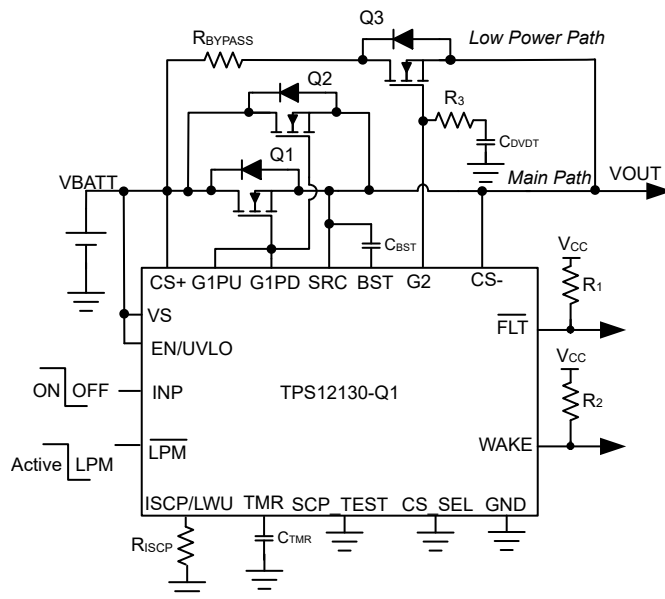 Q3
Low Power Path
RBYPASS
Q2
R3
CDVDT
Q1
VBATT
Main Path
VOUT
CBST
VCC
R1
CS+ G1PU G1PD SRC BST G2 CS-
VS
FLT
EN/UVLO
VCC
ON OFF
INP
TPS12130-Q1
R2
LPM
WAKE
Active LPM
ISCP/LWU TMR SCP_TEST CS_SEL GND
RISCP
CTMR